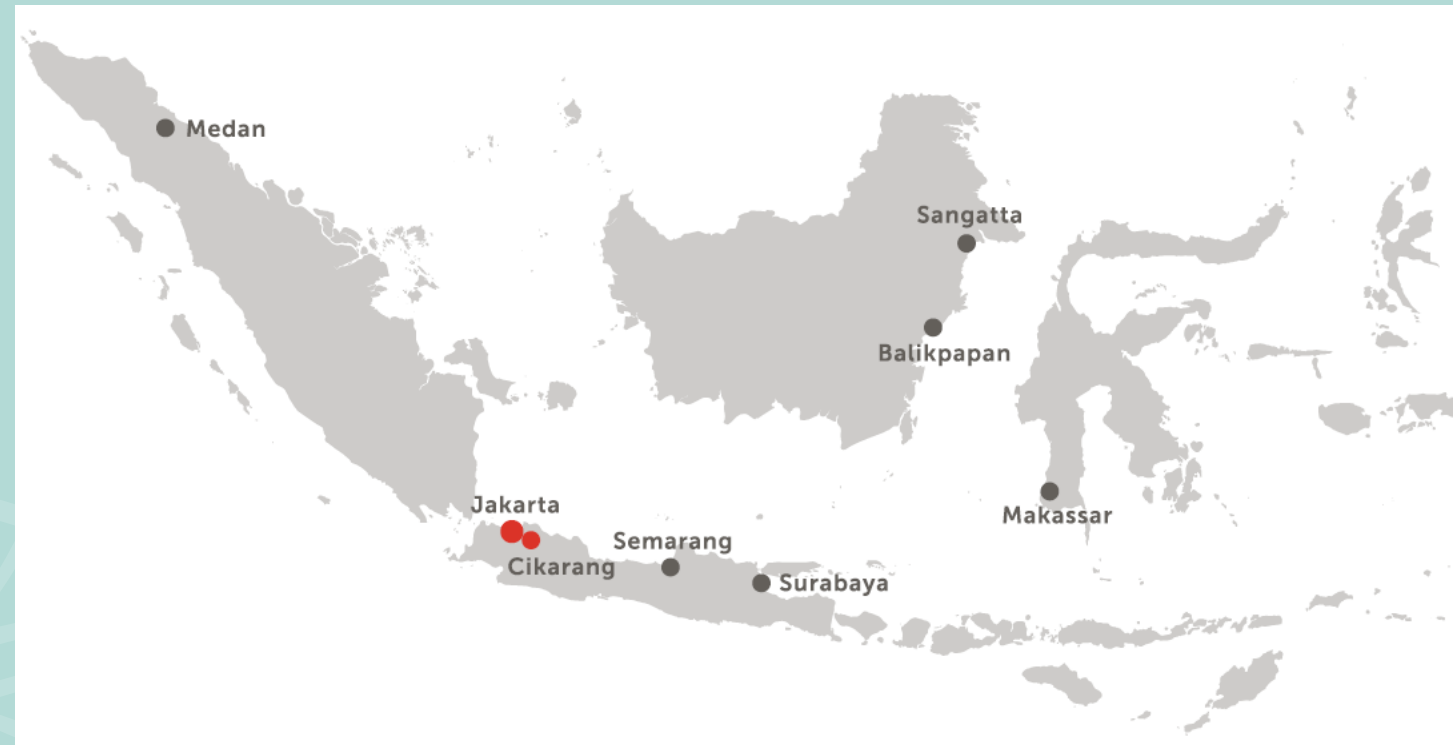 Medan
Sangatta
Balikpapan
Jakarta
Makassar
Semarang
Cikarang
Surabaya